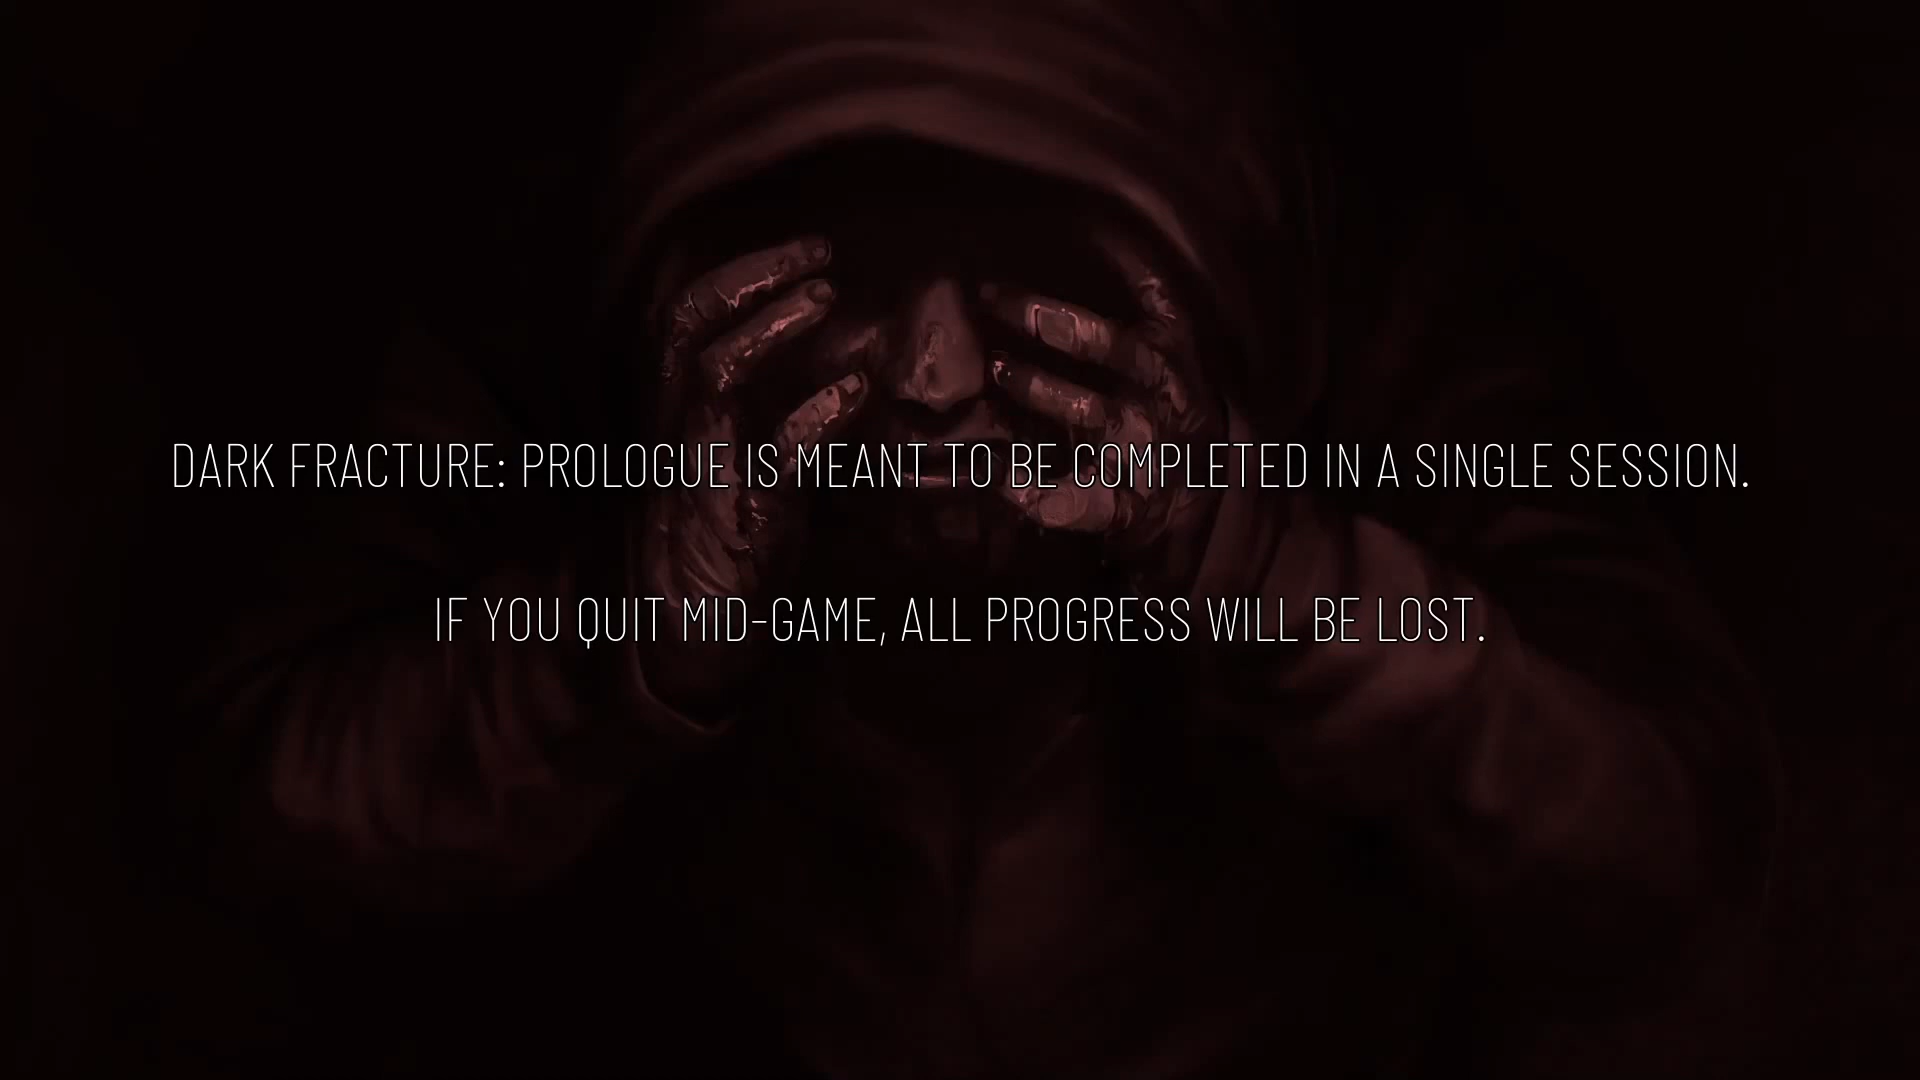 DARK FRACTURE: PROLOGUE IS MEANT TO BE COMPLETED IN A SINGLE SESSION.
IF YOU QUIT MID-GAME, ALL PROGRESS WILL BE LOST.